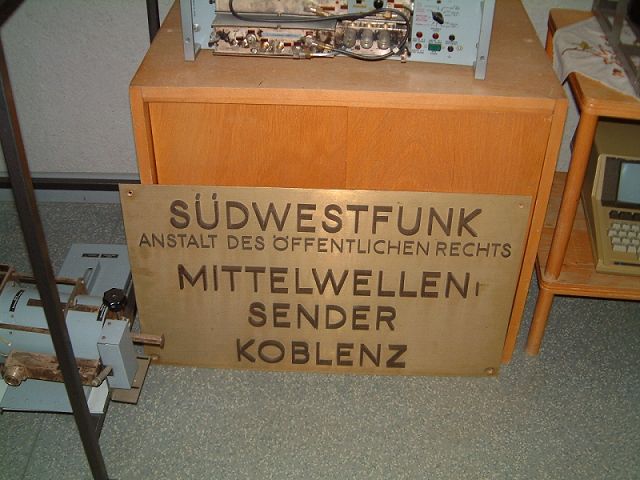 SÜDWESTFUNK
ANSTALT DES ÖFFENTLICHEN RECHTS
MITTELWELLEN-
SENDER
KOBLENZ